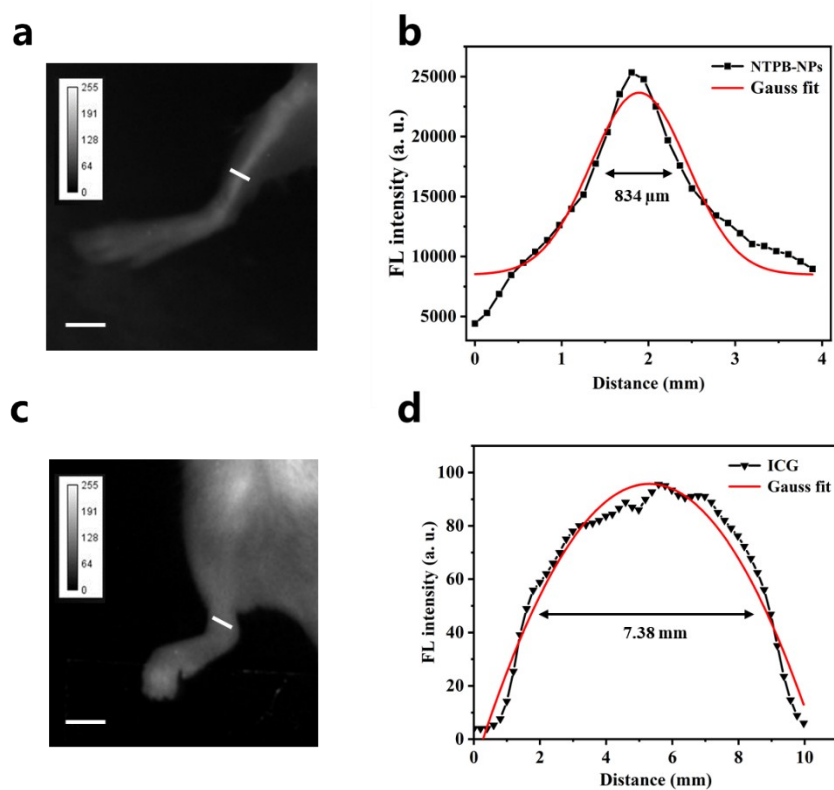 a
255
191
128
64
0
b
25000
20000
15000
10000
5000
FL intensity (a. u.)
NTPB-NPs
Gauss fit
834 μm
0
1
2
3
4
Distance (mm)
c
255
191
128
64
0
d
100
80
60
40
20
0
FL intensity (a. u.)
ICG
Gauss fit
7.38 mm
0
2
4
6
8
10
Distance (mm)